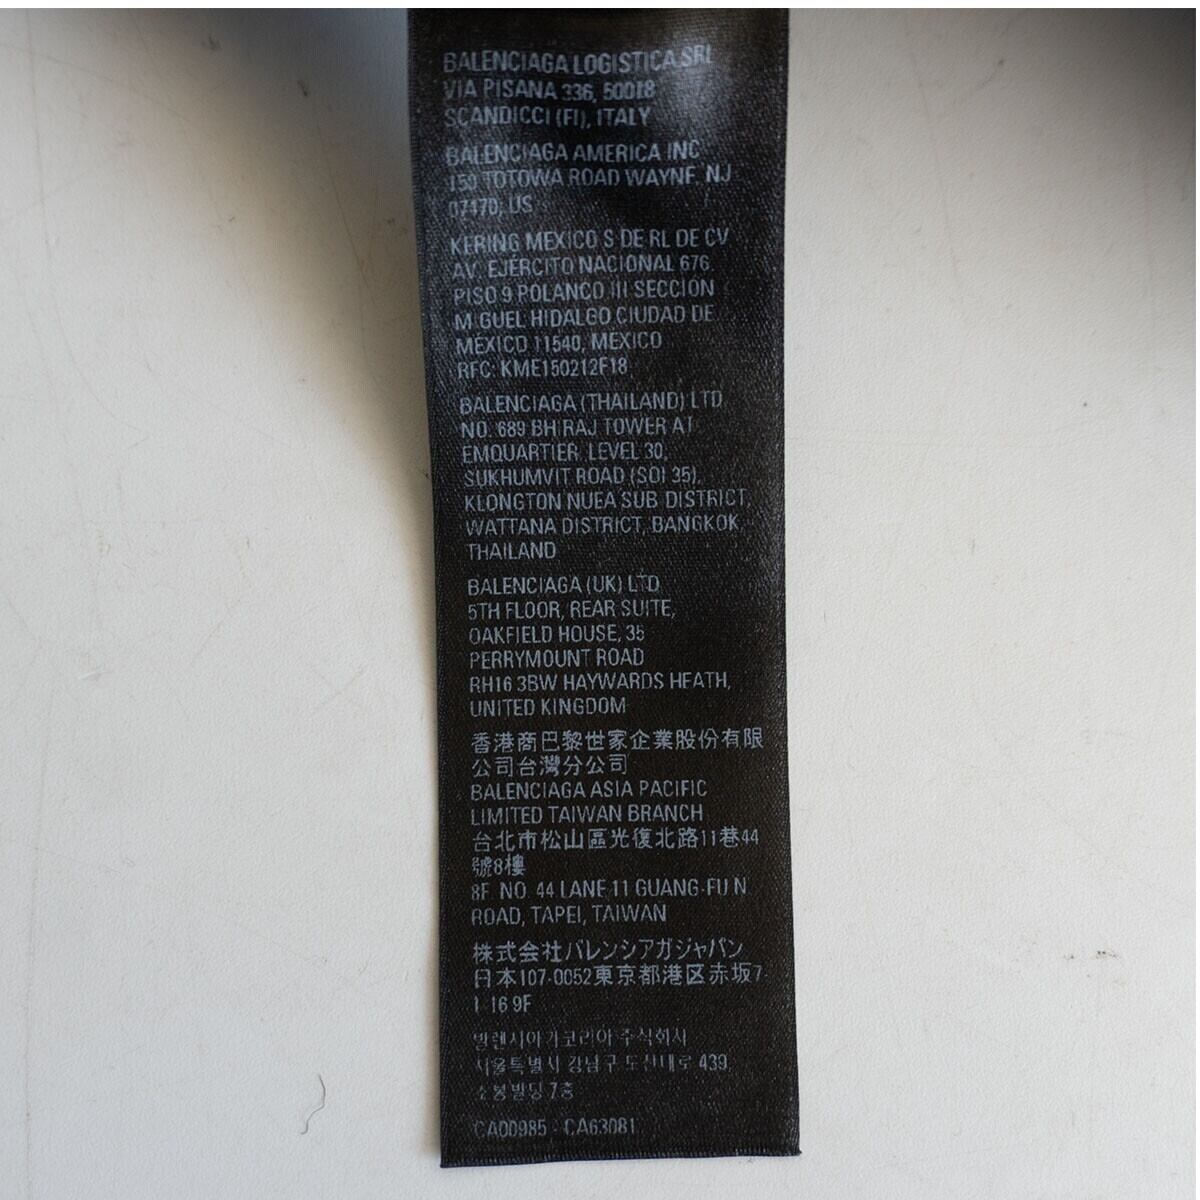 BALENCIAGA LOGISTICA SRL
VIA PISANA 336, 50018
SCANDICCI (FI), ITALY
BALENCIAGA AMERICA INC
150 TOTOWA ROAD WAYNE NJ
07470, US
KERING MEXICO S DE RL DE CV
AV. EJÉRCITO NACIONAL 676,
PISO 9 POLANCO III SECCIÓN
MIGUEL HIDALGO CIUDAD DE
MÉXICO 11540, MEXICO
RFC: KME150212F18
BALENCIAGA (THAILAND) LTD
NO. 689 BHIRAJ TOWER AT
EMQUARTIER, LEVEL 30,
SUKHUMVIT ROAD (SOI 35),
KLONGTON NUEA SUB DISTRICT,
WATTANA DISTRICT, BANGKOK,
THAILAND
BALENCIAGA (UK) LTD
5TH FLOOR, REAR SUITE,
OAKFIELD HOUSE, 35
PERRYMOUNT ROAD
RH16 3BW HAYWARDS HEATH,
UNITED KINGDOM
香港商巴黎世家企業股份有限
公司台灣分公司
BALENCIAGA ASIA PACIFIC
LIMITED TAIWAN BRANCH
台北市松山區光復北路11巷44
號8樓
8F. NO. 44 LANE 11 GUANG-FU N
ROAD, TAPEI, TAIWAN
株式会社バレンシアガジャパン
日本107-0052東京都港区赤坂7
1-16 9F
발렌시아가코리아 주식회사
서울특별시 강남구 도산대로 439,
소봉빌딩 7층
CA00985 - CA63081